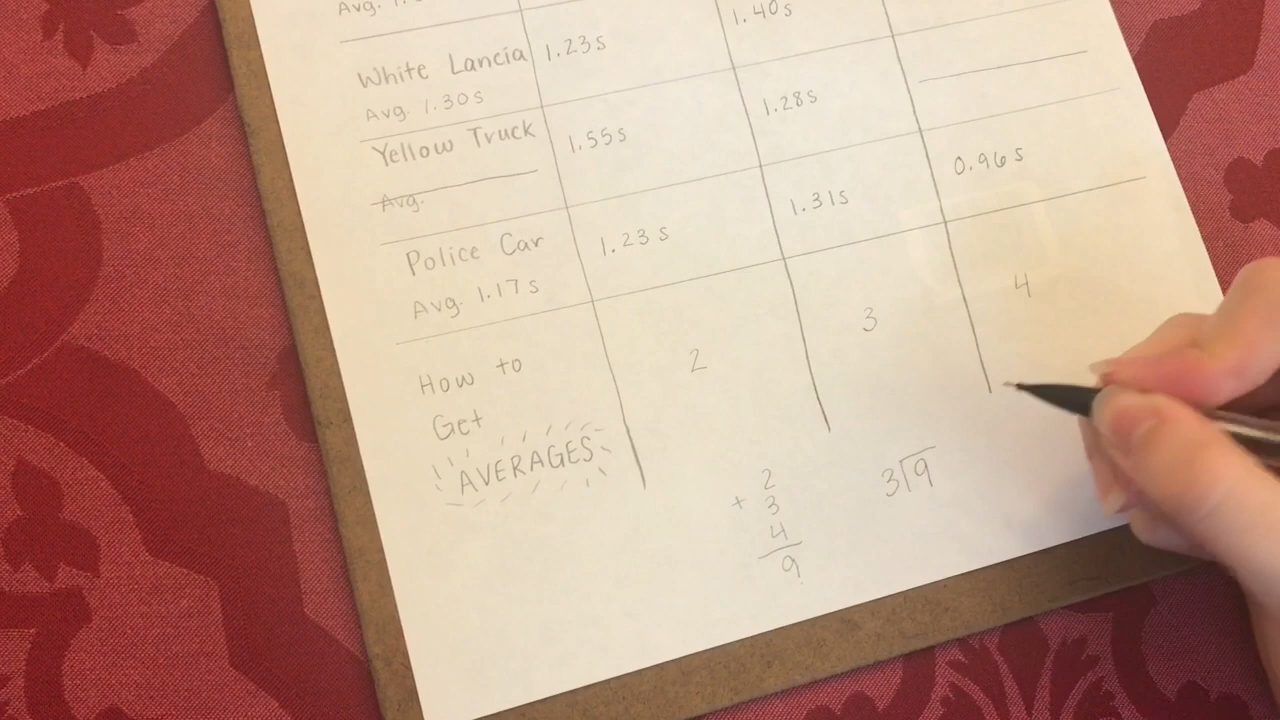 Avg. 1.
White Lancia 1.23s 1.40s
Avg. 1.30s
Yellow Truck 1.55s 1.28s
Avg.
Police Car 1.23s 1.31s 0.96s
Avg. 1.17s
How to 2 3 4
Get
AVERAGES
2
+ 3
4
9
3 9